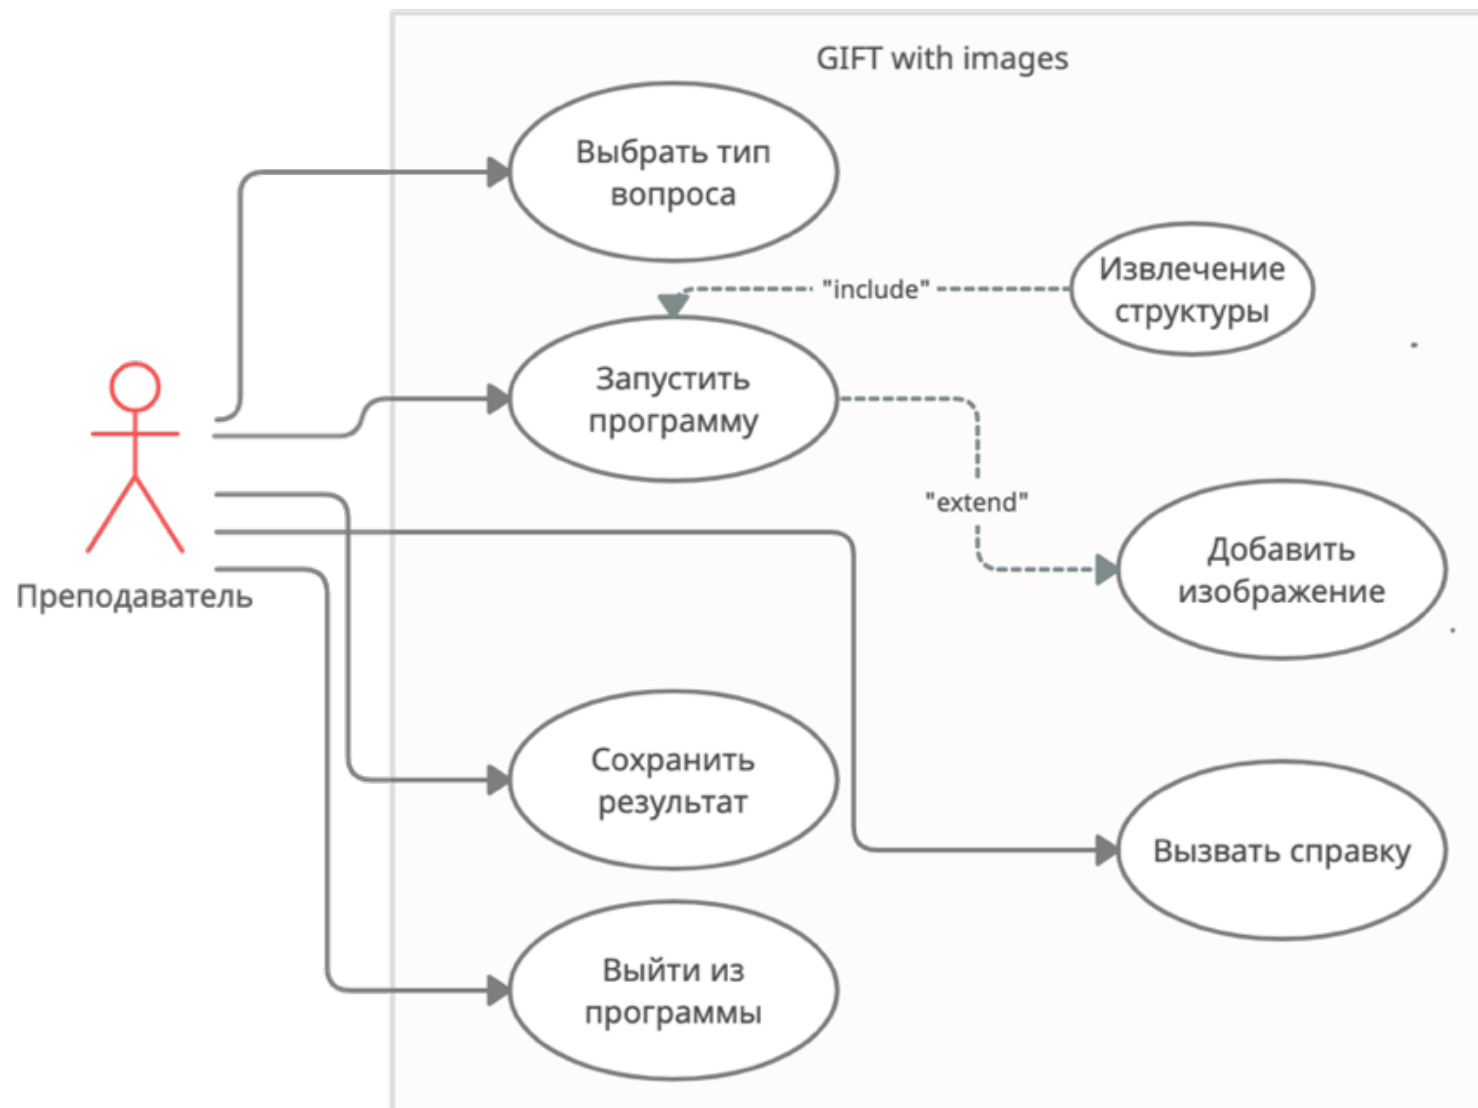 GIFT with images
Выбрать тип
вопроса
Извлечение
структуры
"include"
Запустить
программу
"extend"
Добавить
изображение
Преподаватель
Сохранить
результат
Вызвать справку
Выйти из
программы